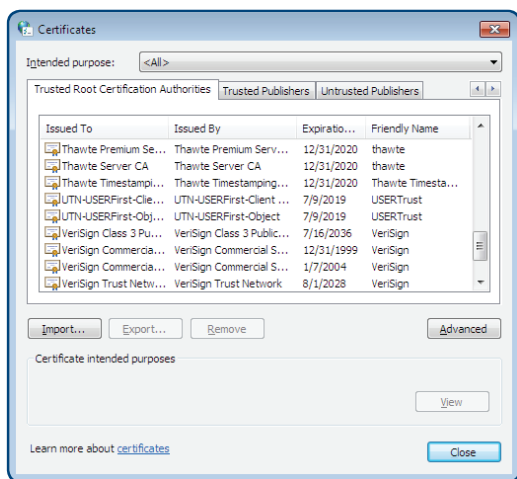 Certificates
Intended purpose: <All>
Trusted Root Certification Authorities Trusted Publishers Untrusted Publishers
Issued To Issued By Expiratio... Friendly Name
Thawte Premium Se... Thawte Premium Serv... 12/31/2020 thawte
Thawte Server CA Thawte Server CA 12/31/2020 thawte
Thawte Timestampi... Thawte Timestamping... 12/31/2020 Thawte Timesta...
UTN-USERFirst-Clie... UTN-USERFirst-Client ... 7/9/2019 USERTrust
UTN-USERFirst-Obj... UTN-USERFirst-Object 7/9/2019 USERTrust
VeriSign Class 3 Pu... VeriSign Class 3 Public... 7/16/2036 VeriSign
VeriSign Commercia... VeriSign Commercial S... 12/31/1999 VeriSign
VeriSign Commercia... VeriSign Commercial S... 1/7/2004 VeriSign
VeriSign Trust Netw... VeriSign Trust Network 8/1/2028 VeriSign
Import... Export... Remove Advanced
Certificate intended purposes
View
Learn more about certificates
Close